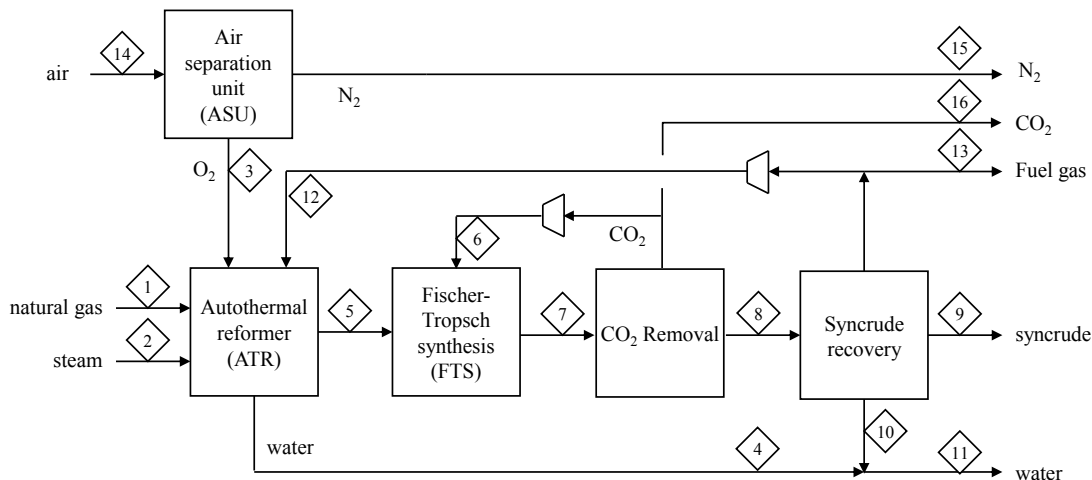 Air
separation
unit
(ASU)
14
air
15
N₂
N₂
16
CO₂
13
Fuel gas
O₂
3
12
6
CO₂
1
natural gas
2
steam
Autothermal
reformer
(ATR)
5
Fischer-
Tropsch
synthesis
(FTS)
7
CO₂ Removal
8
Syncrude
recovery
9
syncrude
10
water
4
11
water